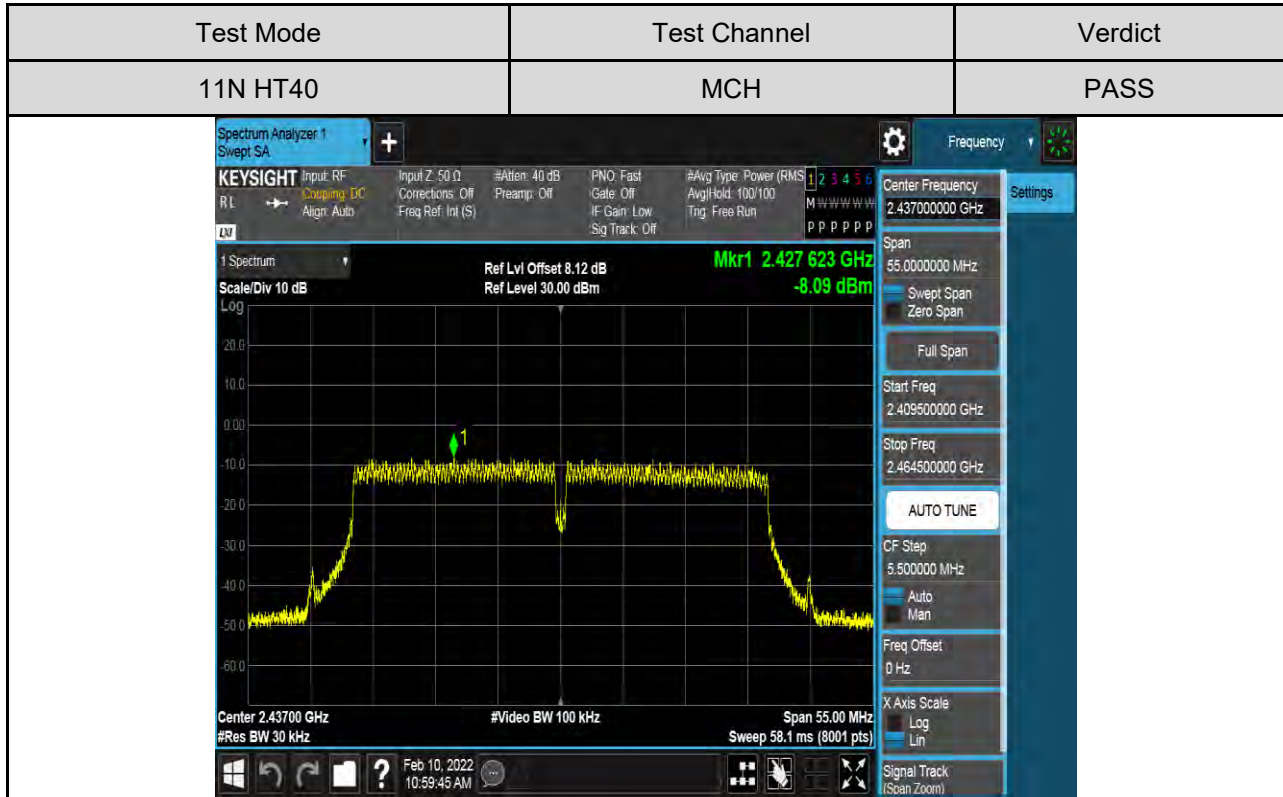 Test Mode Test Channel Verdict
11N HT40 MCH PASS
Spectrum Analyzer 1
Swept SA
+
Frequency
KEYSIGHT Input: RF Input Z: 50 Ω #Atten: 40 dB PNO: Fast #Avg Type: Power (RMS 1 2 3 4 5 6
RL Coupling: DC Corrections: Off Preamp: Off Gate: Off Avg|Hold: 100/100 M W W W W W
Align: Auto Freq Ref: Int (S) IF Gain: Low Trig: Free Run
Sig Track: Off P P P P P P
LXI
1 Spectrum
Ref Lvl Offset 8.12 dB
Mkr1 2.427 623 GHz
Scale/Div 10 dB Ref Level 30.00 dBm -8.09 dBm
Log
20.0
10.0
0.00
1
-10.0
-20.0
-30.0
-40.0
-50.0
-60.0
Center 2.43700 GHz #Video BW 100 kHz Span 55.00 MHz
#Res BW 30 kHz Sweep 58.1 ms (8001 pts)
?
Feb 10, 2022
10:59:45 AM
Center Frequency
2.437000000 GHz
Settings
Span
55.0000000 MHz
Swept Span
Zero Span
Full Span
Start Freq
2.409500000 GHz
Stop Freq
2.464500000 GHz
AUTO TUNE
CF Step
5.500000 MHz
Auto
Man
Freq Offset
0 Hz
X Axis Scale
Log
Lin
Signal Track
(Span Zoom)